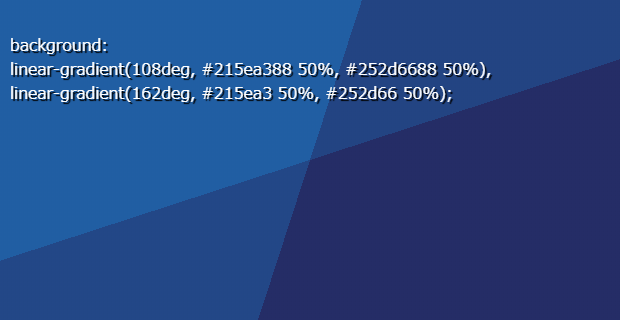 background:
linear-gradient(108deg, #215ea388 50%, #252d6688 50%),
linear-gradient(162deg, #215ea3 50%, #252d66 50%);